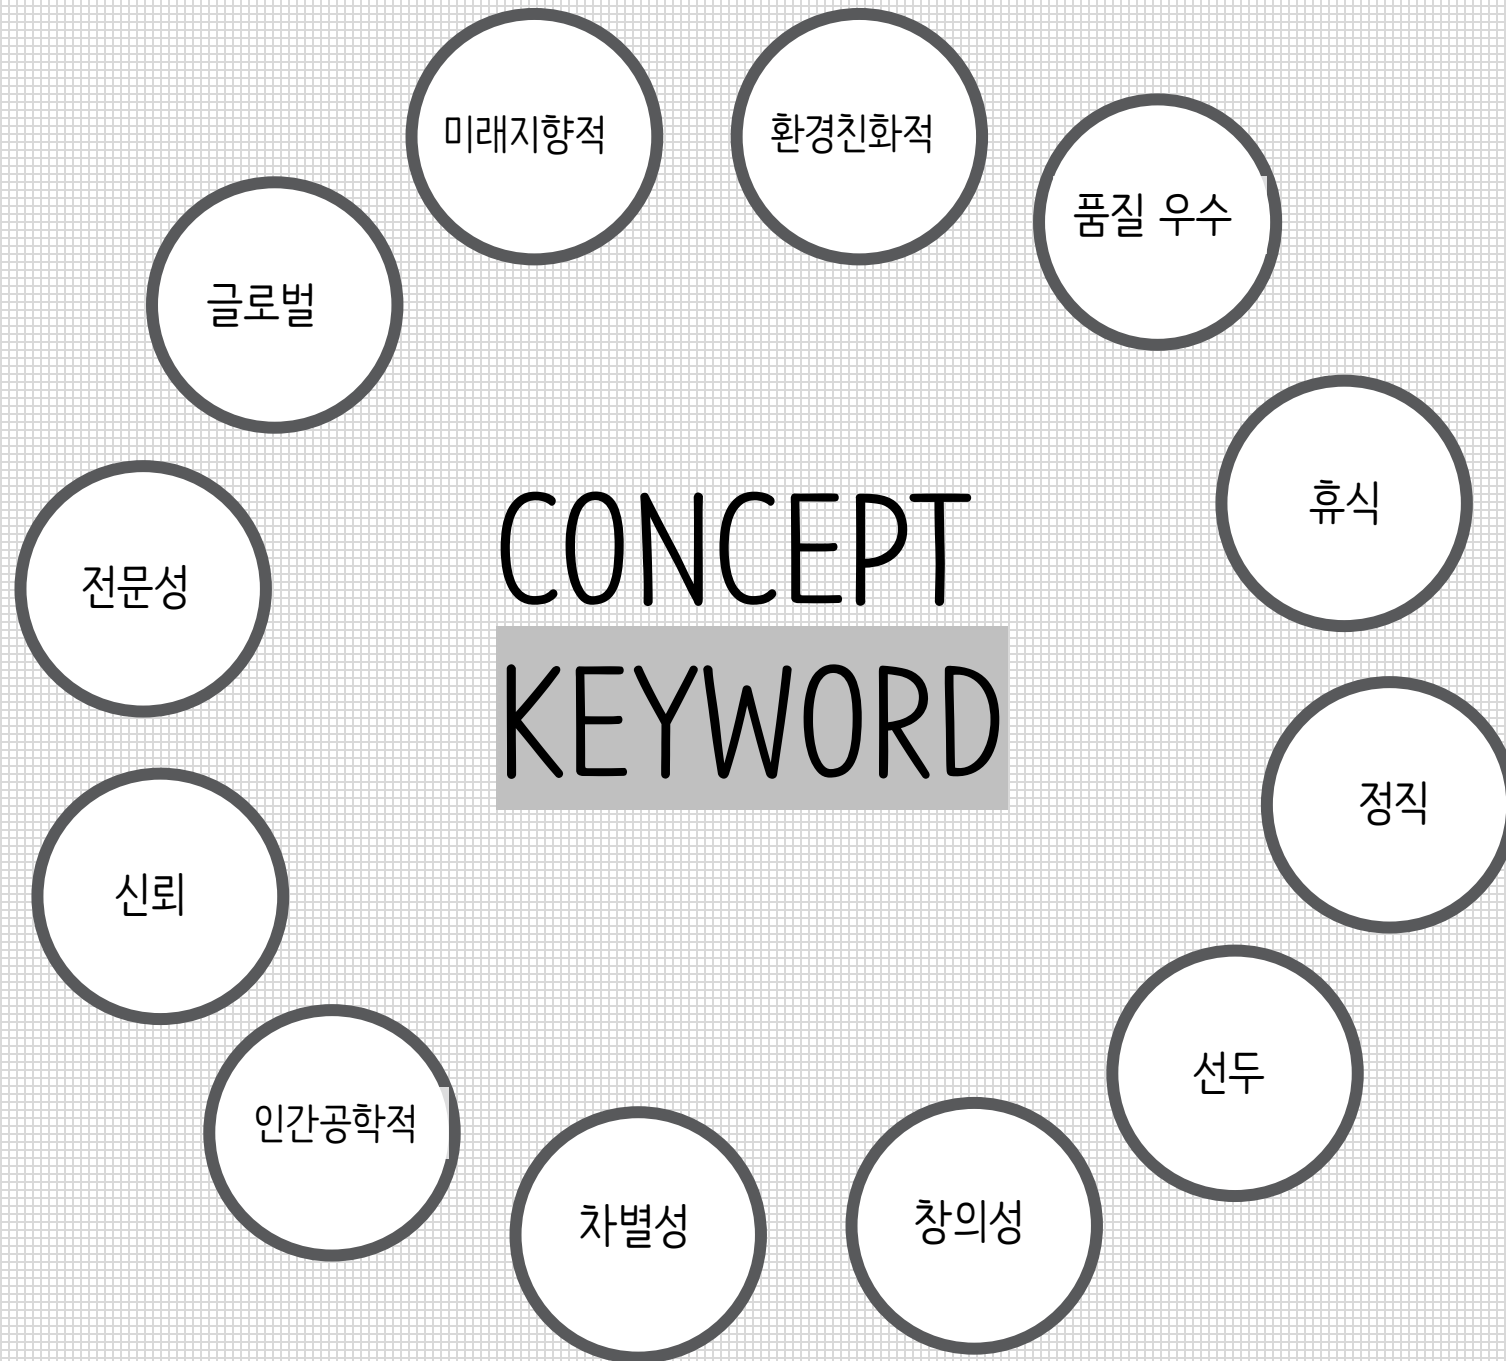 미래지향적
환경친화적
품질 우수
글로벌
휴식
CONCEPT
전문성
KEYWORD
정직
신뢰
선두
인간공학적
차별성
창의성